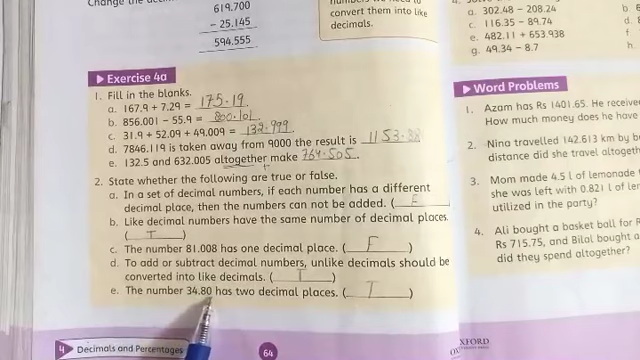 Change the
619.700
- 25.145
594.555
numbers we need to
convert them into like
decimals.
a. 302.48 - 208.24
c. 116.35 - 89.74
e. 482.11 + 653.938
g. 49.34 - 8.7
b
d.
f
h.
Exercise 4a
1. Fill in the blanks.
a. 167.9 + 7.29 = 175.19
b. 856.001 - 55.9 = 800.101
c. 31.9 + 52.09 + 49.009 = 132.999
d. 7846.119 is taken away from 9000 the result is 1153.88
e. 132.5 and 632.005 altogether make 764.505
2. State whether the following are true or false.
a. In a set of decimal numbers, if each number has a different
decimal place, then the numbers can not be added. ( F
b. Like decimal numbers have the same number of decimal places.
( T )
c. The number 81.008 has one decimal place. ( F )
d. To add or subtract decimal numbers, unlike decimals should be
converted into like decimals. ( T )
e. The number 34.80 has two decimal places. ( T )
Word Problems
1. Azam has Rs 1401.65. He receive
How much money does he have
2. Nina travelled 142.613 km by b
distance did she travel altogeth
3. Mom made 4.5 l of lemonade
she was left with 0.821 l of le
utilized in the party?
4. Ali bought a basket ball for R
Rs 715.75, and Bilal bought a
did they spend altogether?
4 Decimals and Percentages
64
XFORD